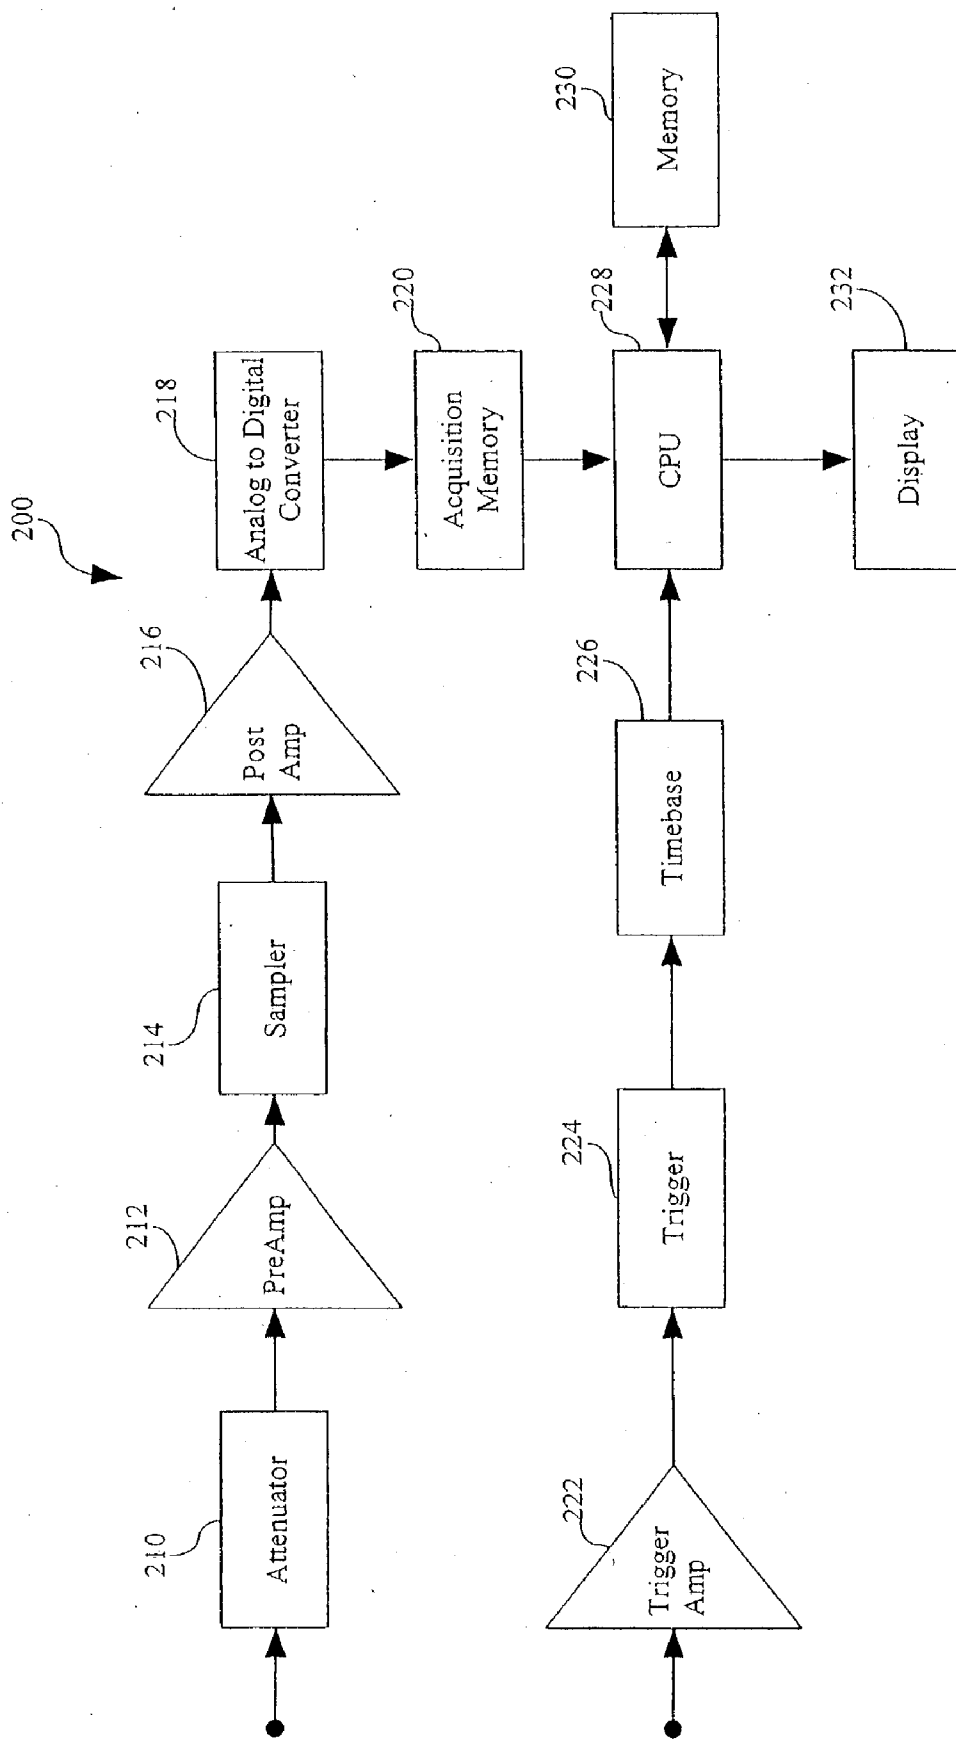 200
210
Attenuator
212
PreAmp
214
Sampler
216
Post
Amp
218
Analog to Digital
Converter
220
Acquisition
Memory
222
Trigger
Amp
224
Trigger
226
Timebase
228
CPU
230
Memory
232
Display